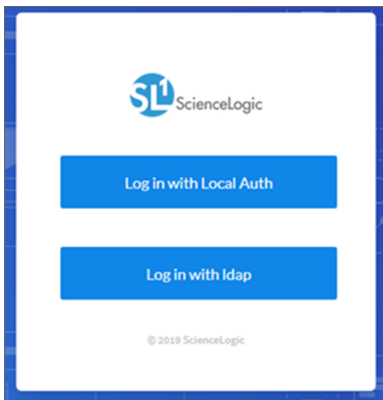 SL1 ScienceLogic
Log in with Local Auth
Log in with ldap
© 2019 ScienceLogic